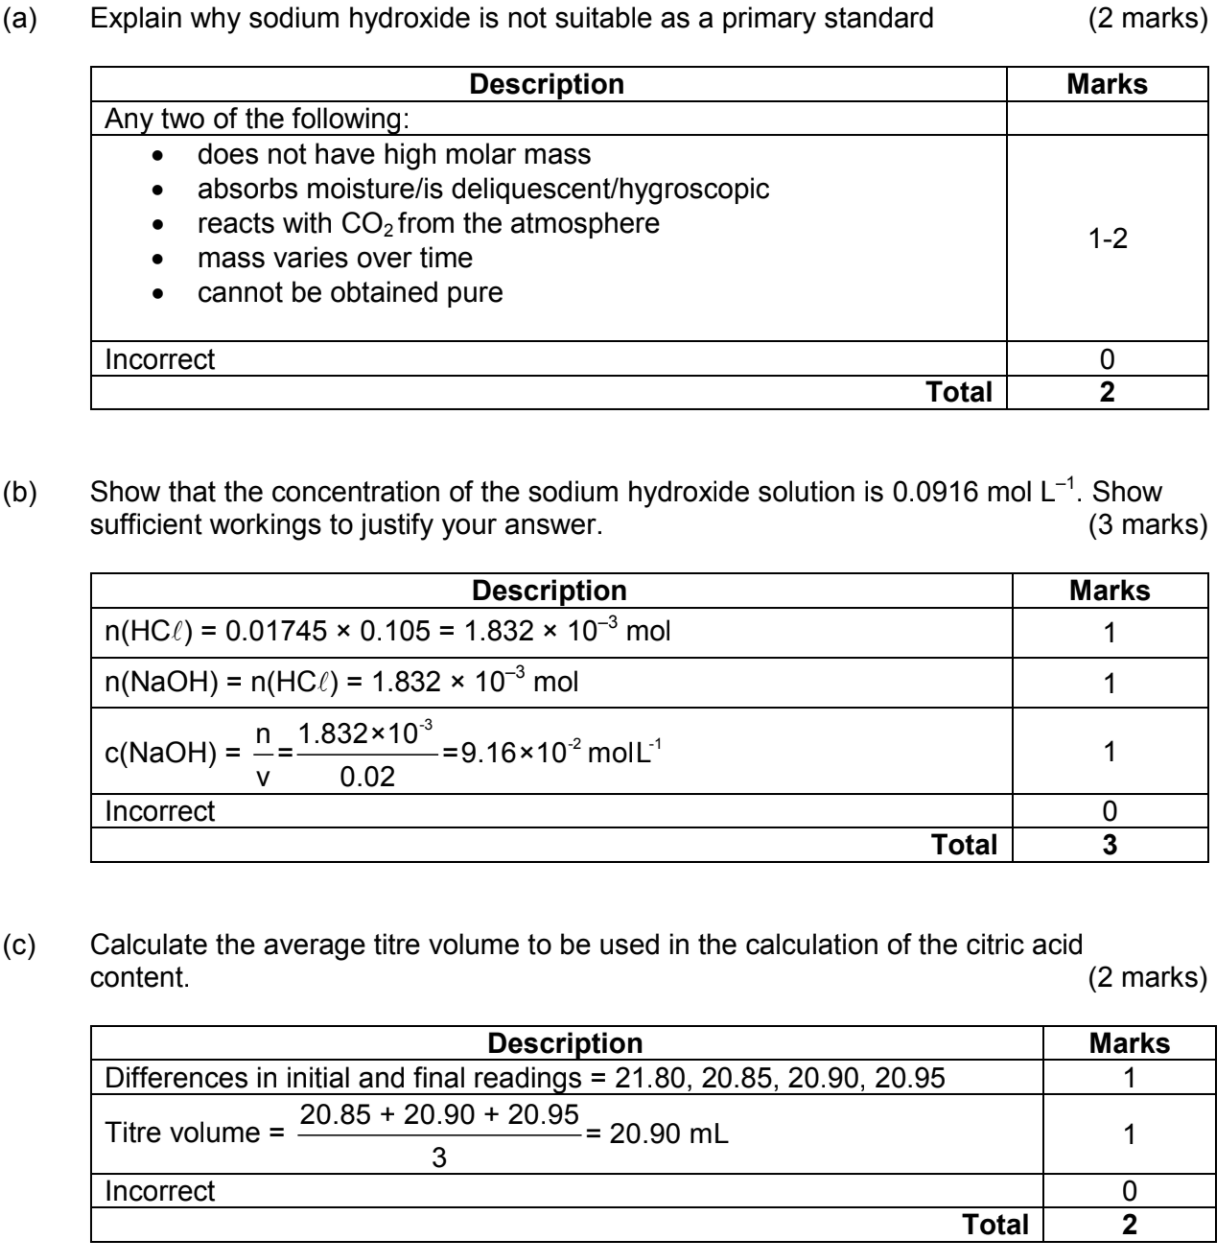 (a) Explain why sodium hydroxide is not suitable as a primary standard (2 marks)
Description Marks
Any two of the following:
• does not have high molar mass
• absorbs moisture/is deliquescent/hygroscopic
• reacts with CO₂ from the atmosphere
• mass varies over time
• cannot be obtained pure
1-2
Incorrect 0
Total 2
(b) Show that the concentration of the sodium hydroxide solution is 0.0916 mol L⁻¹. Show
sufficient workings to justify your answer. (3 marks)
Description Marks
n(HCℓ) = 0.01745 × 0.105 = 1.832 × 10⁻³ mol 1
n(NaOH) = n(HCℓ) = 1.832 × 10⁻³ mol 1
c(NaOH) = n/v = 1.832×10⁻³/0.02 =9.16×10⁻² molL⁻¹ 1
Incorrect 0
Total 3
(c) Calculate the average titre volume to be used in the calculation of the citric acid
content. (2 marks)
Description Marks
Differences in initial and final readings = 21.80, 20.85, 20.90, 20.95 1
Titre volume = 20.85 + 20.90 + 20.95/3 = 20.90 mL 1
Incorrect 0
Total 2